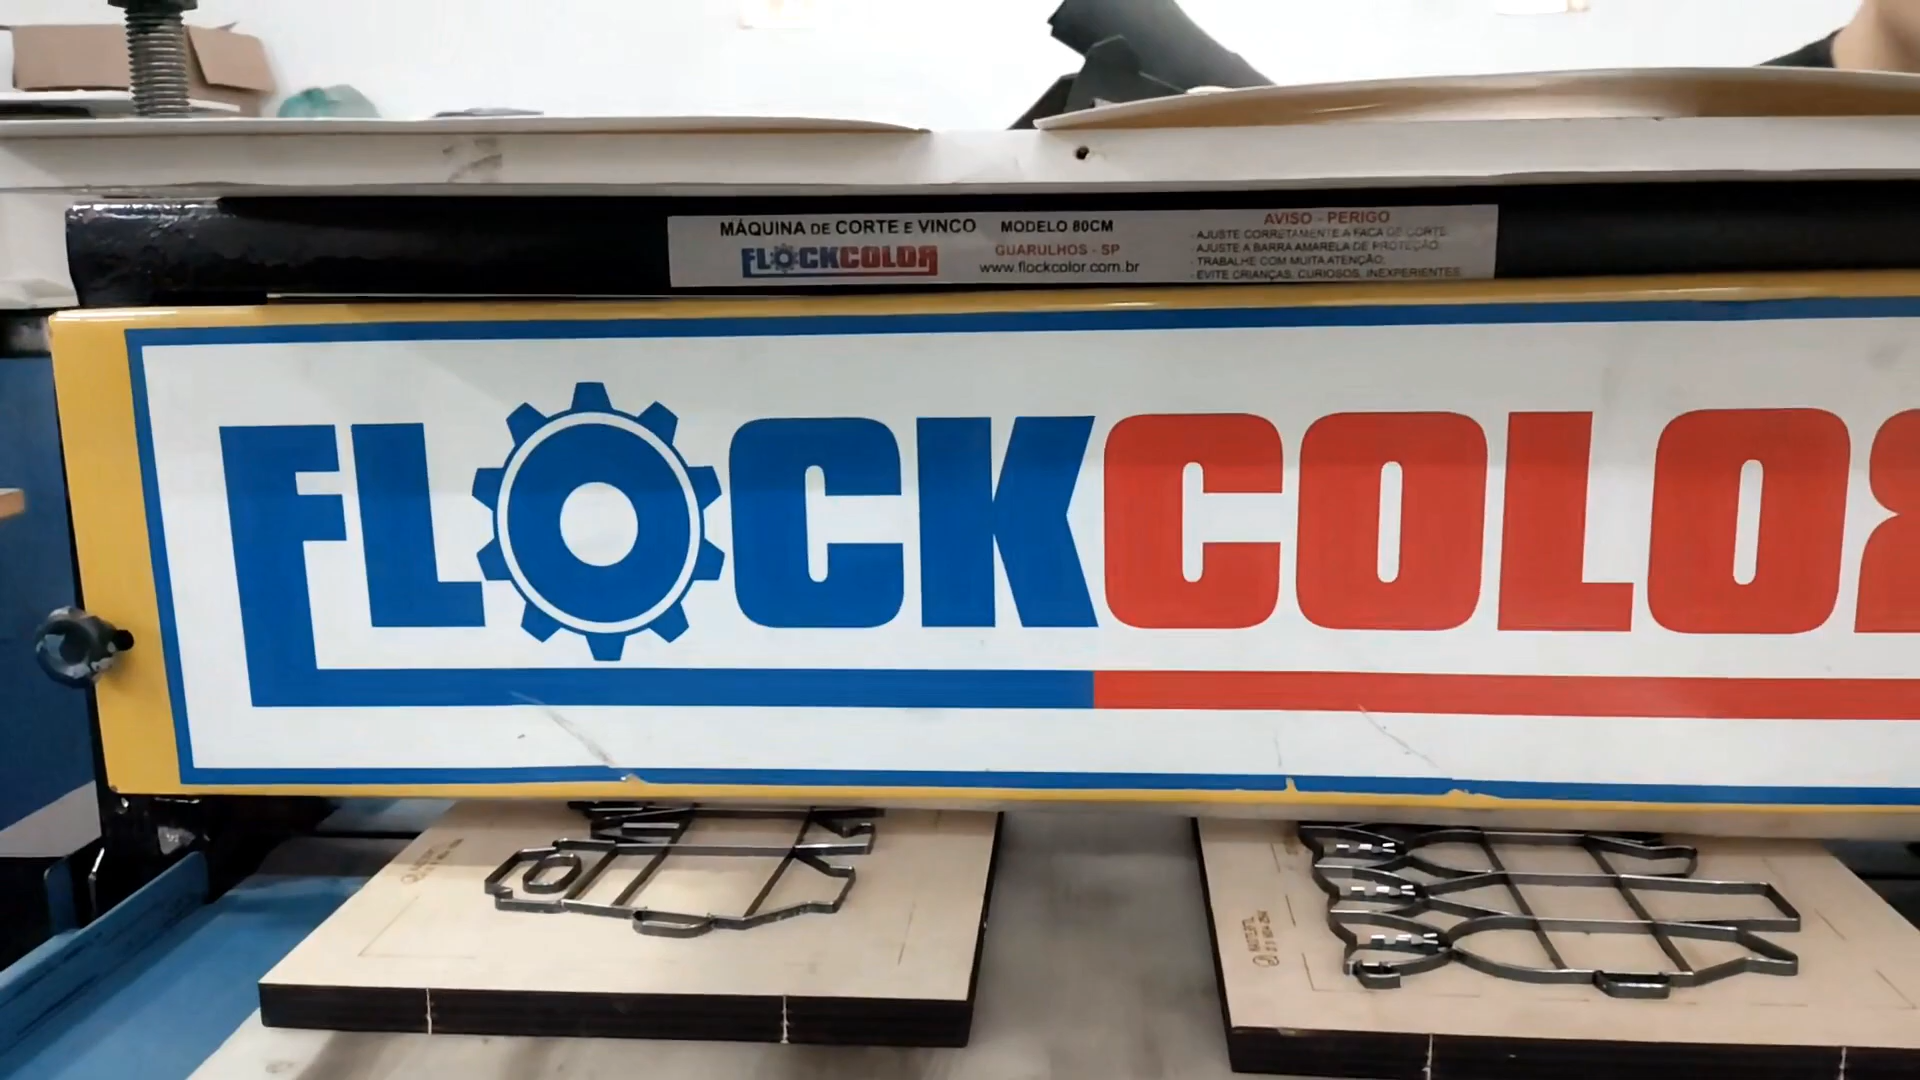 MÁQUINA DE CORTE E VINCO
FLOCKCOLOR
MODELO 80CM
GUARULHOS - SP
www.flockcolor.com.br
AVISO - PERIGO
- AJUSTE CORRETAMENTE A FACA DE CORTE
- AJUSTE A BARRA AMARELA DE PROTEÇÃO;
- TRABALHE COM MUITA ATENÇÃO;
- EVITE CRIANÇAS, CURIOSOS, INEXPERIENTES
FLOCKCOLOR